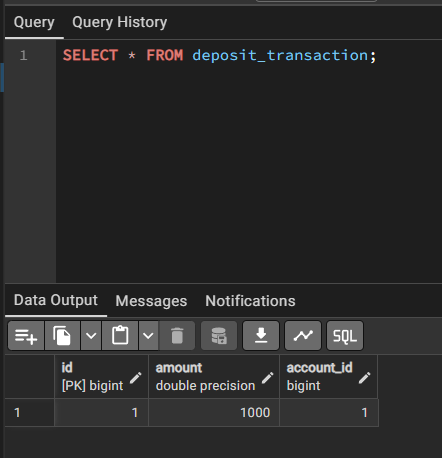 Query Query History
1 SELECT * FROM deposit_transaction;
Data Output Messages Notifications
SQL
id amount account_id
[PK] bigint double precision bigint
1 1 1000 1